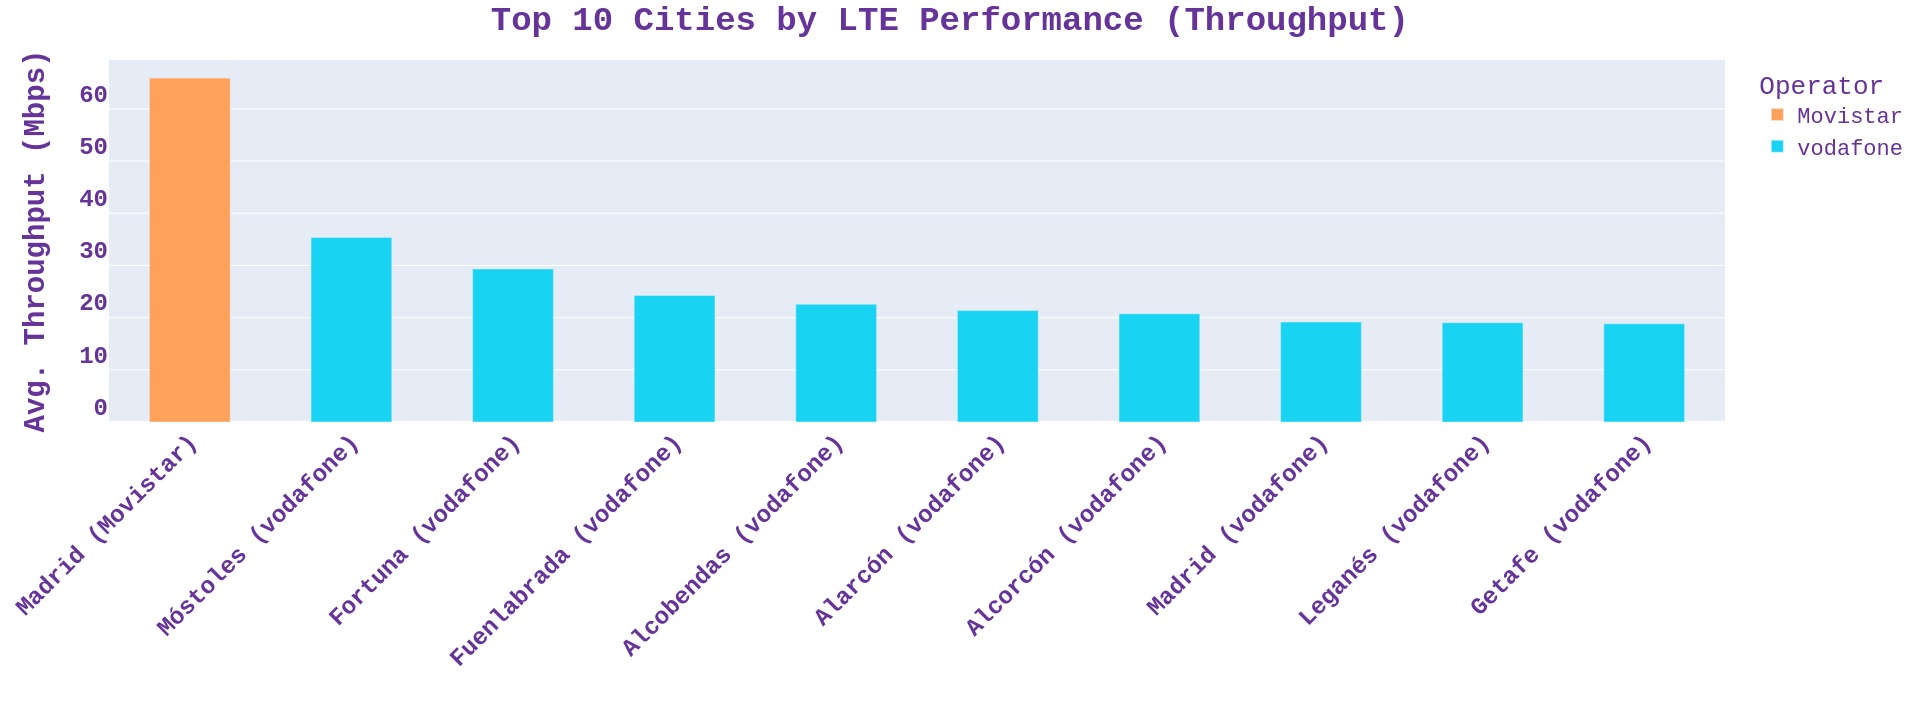 Top 10 Cities by LTE Performance (Throughput)
Avg. Throughput (Mbps)
60
50
40
30
20
10
0
Madrid (Movistar)
Móstoles (vodafone)
Fortuna (vodafone)
Fuenlabrada (vodafone)
Alcobendas (vodafone)
Alarcón (vodafone)
Alcorcón (vodafone)
Madrid (vodafone)
Leganés (vodafone)
Getafe (vodafone)
Operator
Movistar
vodafone